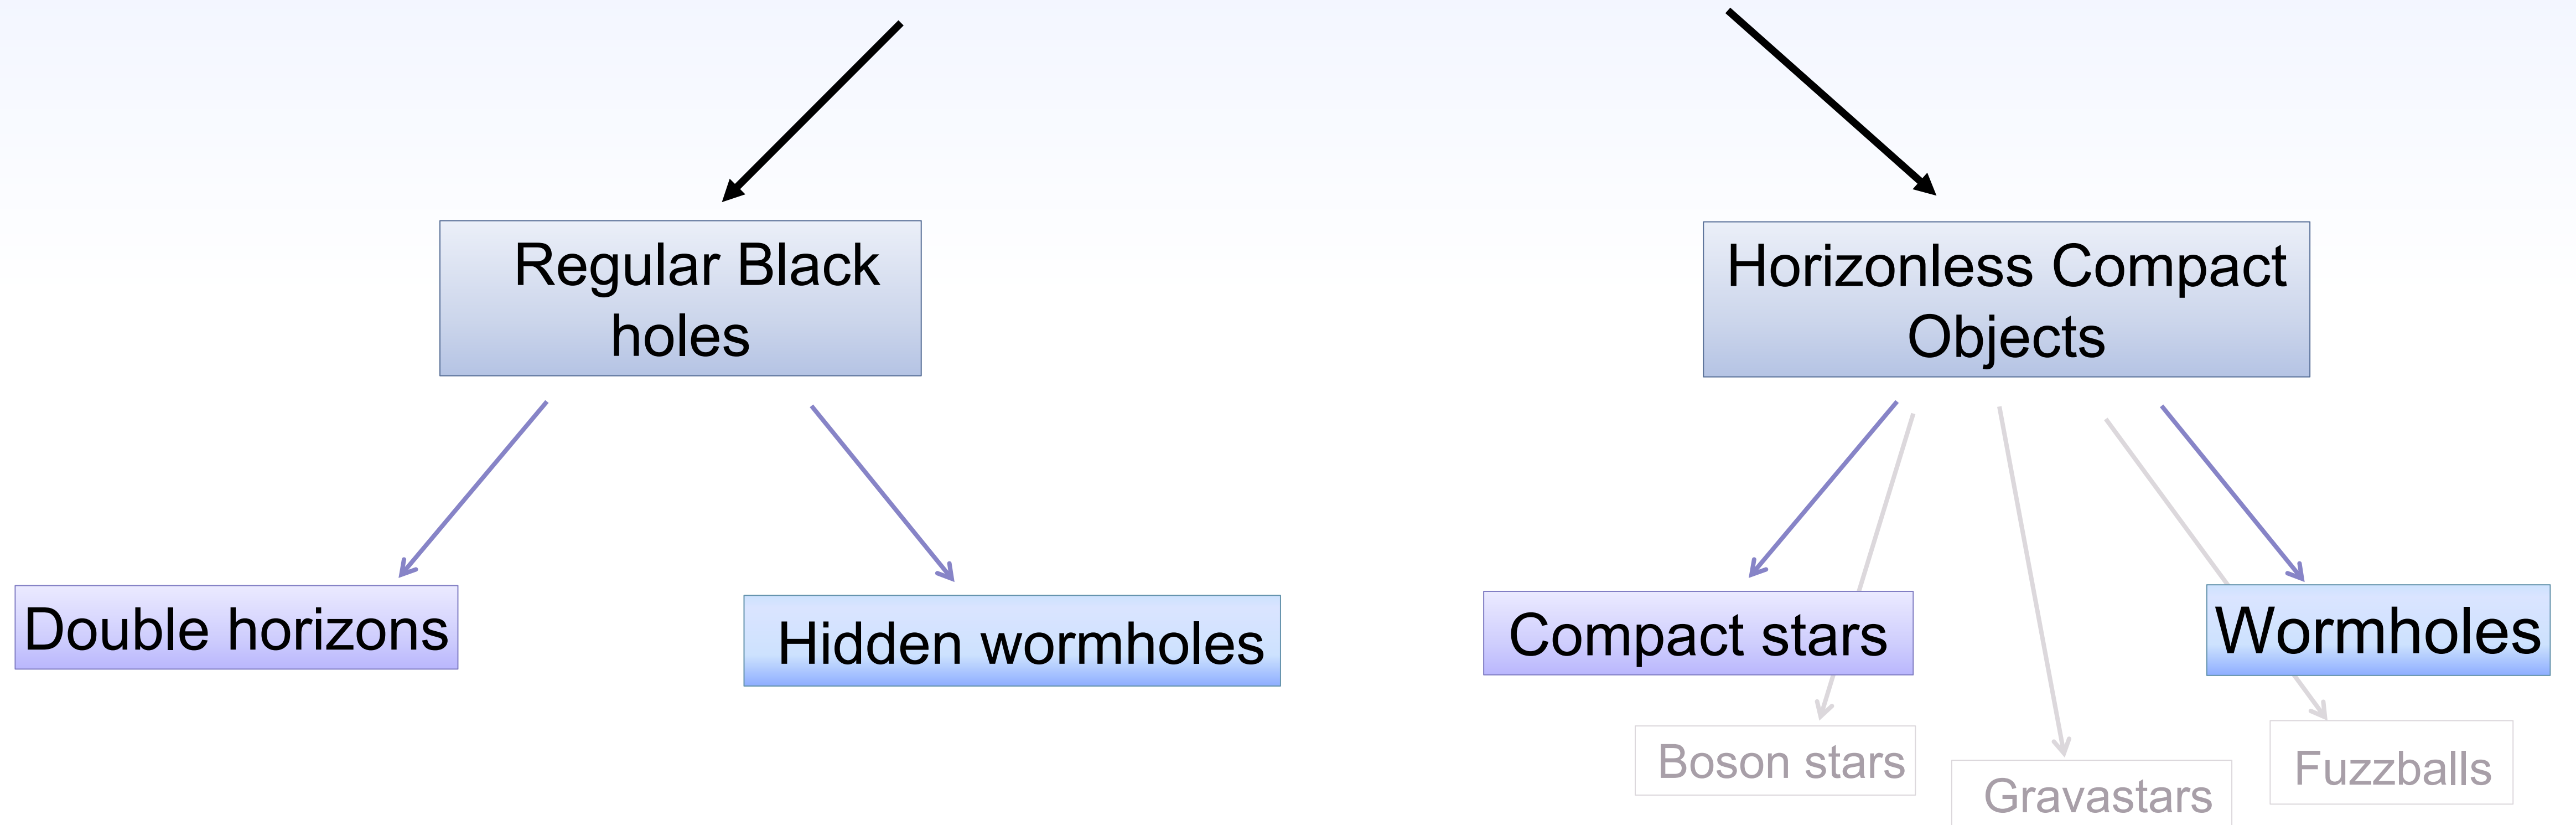 Regular Black
holes
Horizonless Compact
Objects
Double horizons
Hidden wormholes
Compact stars
Wormholes
Boson stars
Gravastars
Fuzzballs